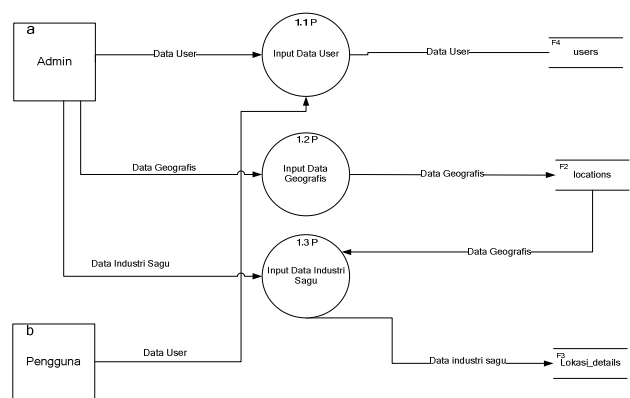 a
Admin
Data User
1.1 P
Input Data User
Data User
F4
users
1.2 P
Input Data
Geografis
Data Geografis
Data Geografis
F2
locations
1.3 P
Input Data Industri
Sagu
Data Industri Sagu
Data Geografis
b
Pengguna
Data User
Data industri sagu
F3
Lokasi_details